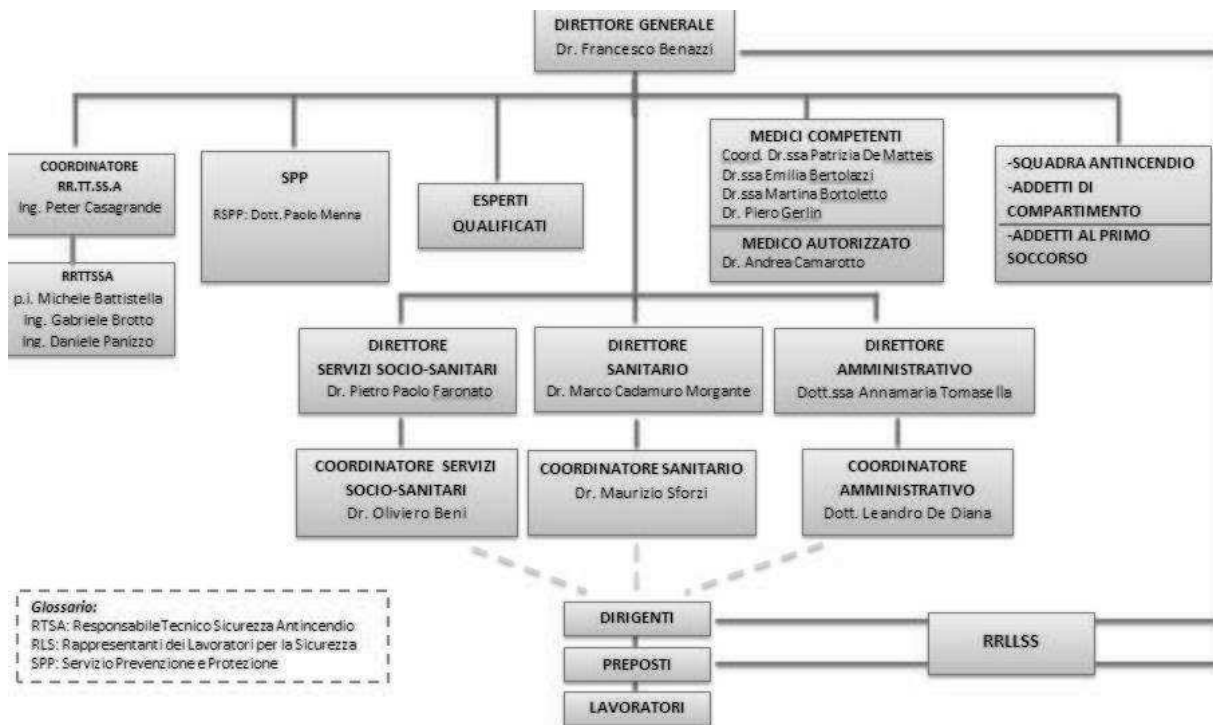 DIRETTORE GENERALE
Dr. Francesco Benazzi
COORDINATORE
RR.TT.SS.A
Ing. Peter Casagrande
RRTTSSA
p.i. Michele Battistella
Ing. Gabriele Brotto
Ing. Daniele Panizzo
SPP
RSPP: Dott. Paolo Menna
ESPERTI
QUALIFICATI
MEDICI COMPETENTI
Coord. Dr.ssa Patrizia De Matteis
Dr.ssa Emilia Bertolazzi
Dr.ssa Martina Bortoletto
Dr. Piero Gerlin
MEDICO AUTORIZZATO
Dr. Andrea Camarotto
-SQUADRA ANTINCENDIO
-ADDETTI DI
COMPARTIMENTO
-ADDETTI AL PRIMO
SOCCORSO
DIRETTORE
SERVIZI SOCIO-SANITARI
Dr. Pietro Paolo Faronato
DIRETTORE
SANITARIO
Dr. Marco Cadamuro Morgante
DIRETTORE
AMMINISTRATIVO
Dott.ssa Annamaria Tomasella
COORDINATORE SERVIZI
SOCIO-SANITARI
Dr. Oliviero Beni
COORDINATORE SANITARIO
Dr. Maurizio Sforzi
COORDINATORE
AMMINISTRATIVO
Dott. Leandro De Diana
Glossario:
RTSA: Responsabile Tecnico Sicurezza Antincendio
RLS: Rappresentanti dei Lavoratori per la Sicurezza
SPP: Servizio Prevenzione e Protezione
DIRIGENTI
PREPOSTI
LAVORATORI
RRLLSS